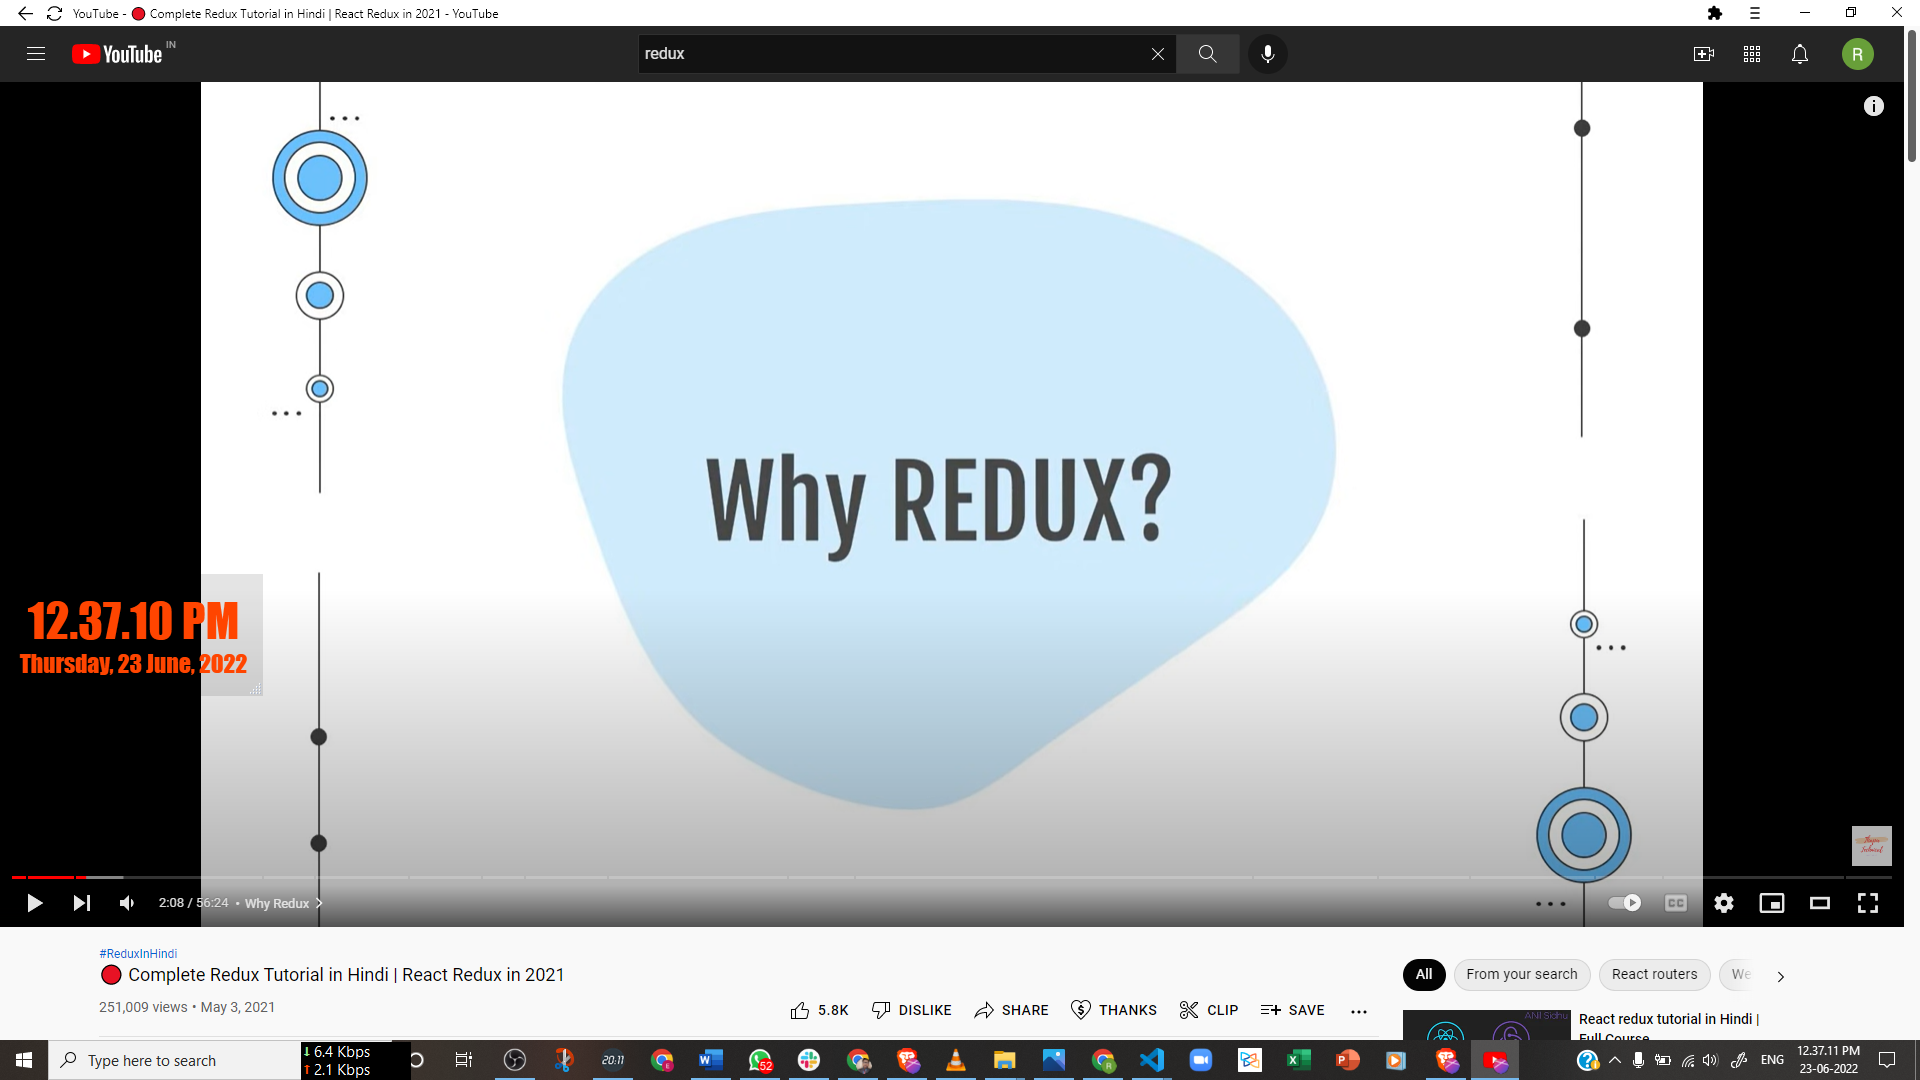 YouTube - 🔴 Complete Redux Tutorial in Hindi | React Redux in 2021 - YouTube
YouTube IN
redux
R
Why REDUX?
12.37.10 PM
Thursday, 23 June, 2022
2:08 / 56:24 • Why Redux
CC
#ReduxInHindi
🔴 Complete Redux Tutorial in Hindi | React Redux in 2021
251,009 views • May 3, 2021
5.8K DISLIKE SHARE THANKS CLIP SAVE
All From your search React routers
React redux tutorial in Hindi |
Full Course
Type here to search
6.4 Kbps
2.1 Kbps
20:11
52
ENG
12.37.11 PM
23-06-2022